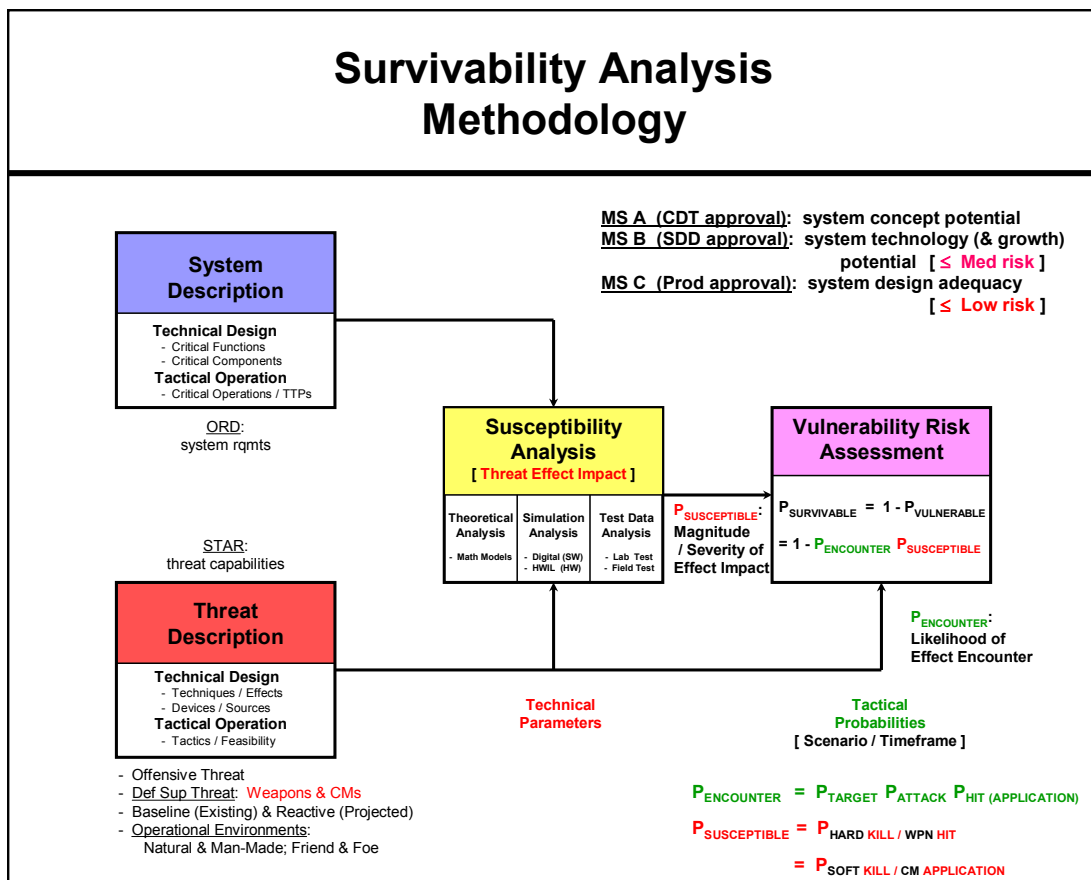 Survivability Analysis
Methodology
MS A (CDT approval): system concept potential
MS B (SDD approval): system technology (& growth)
potential [ ≤ Med risk ]
MS C (Prod approval): system design adequacy
[ ≤ Low risk ]
System
Description
Technical Design
- Critical Functions
- Critical Components
Tactical Operation
- Critical Operations / TTPs
ORD:
system rqmts
Susceptibility
Analysis
[ Threat Effect Impact ]
Theoretical
Analysis
- Math Models
Simulation
Analysis
- Digital (SW)
- HWIL (HW)
Test Data
Analysis
- Lab Test
- Field Test
PSUSCEPTIBLE:
Magnitude
/ Severity of
Effect Impact
Vulnerability Risk
Assessment
PSURVIVABLE = 1 - PVULNERABLE
= 1 - PENCOUNTER PSUSCEPTIBLE
STAR:
threat capabilities
Threat
Description
Technical Design
- Techniques / Effects
- Devices / Sources
Tactical Operation
- Tactics / Feasibility
PENCOUNTER:
Likelihood of
Effect Encounter
Technical
Parameters
Tactical
Probabilities
[ Scenario / Timeframe ]
- Offensive Threat
- Def Sup Threat: Weapons & CMs
- Baseline (Existing) & Reactive (Projected)
- Operational Environments:
Natural & Man-Made; Friend & Foe
PENCOUNTER = PTARGET PATTACK PHIT (APPLICATION)
PSUSCEPTIBLE = PHARD KILL / WPN HIT
= PSOFT KILL / CM APPLICATION